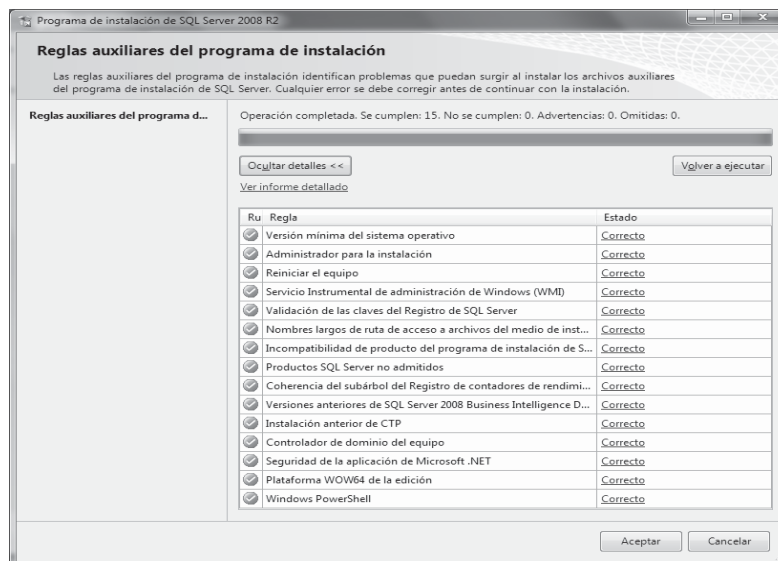 Programa de instalación de SQL Server 2008 R2
Reglas auxiliares del programa de instalación
Las reglas auxiliares del programa de instalación identifican problemas que puedan surgir al instalar los archivos auxiliares
del programa de instalación de SQL Server. Cualquier error se debe corregir antes de continuar con la instalación.
Reglas auxiliares del programa d...
Operación completada. Se cumplen: 15. No se cumplen: 0. Advertencias: 0. Omitidas: 0.
Ocultar detalles <<
Volver a ejecutar
Ver informe detallado
Ru Regla Estado
Versión mínima del sistema operativo Correcto
Administrador para la instalación Correcto
Reiniciar el equipo Correcto
Servicio Instrumental de administración de Windows (WMI) Correcto
Validación de las claves del Registro de SQL Server Correcto
Nombres largos de ruta de acceso a archivos del medio de inst... Correcto
Incompatibilidad de producto del programa de instalación de S... Correcto
Productos SQL Server no admitidos Correcto
Coherencia del subárbol del Registro de contadores de rendimi... Correcto
Versiones anteriores de SQL Server 2008 Business Intelligence D... Correcto
Instalación anterior de CTP Correcto
Controlador de dominio del equipo Correcto
Seguridad de la aplicación de Microsoft .NET Correcto
Plataforma WOW64 de la edición Correcto
Windows PowerShell Correcto
Aceptar
Cancelar